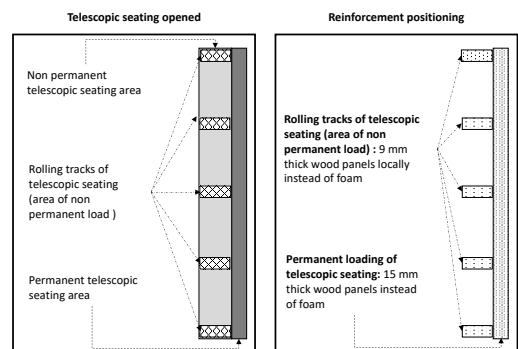 Telescopic seating opened
Non permanent
telescopic seating area
Rolling tracks of
telescopic seating
(area of non
permanent load )
Permanent telescopic
seating area
Reinforcement positioning
Rolling tracks of telescopic
seating (area of non
permanent load) : 9 mm
thick wood panels locally
instead of foam
Permanent loading of
telescopic seating: 15 mm
thick wood panels instead
of foam